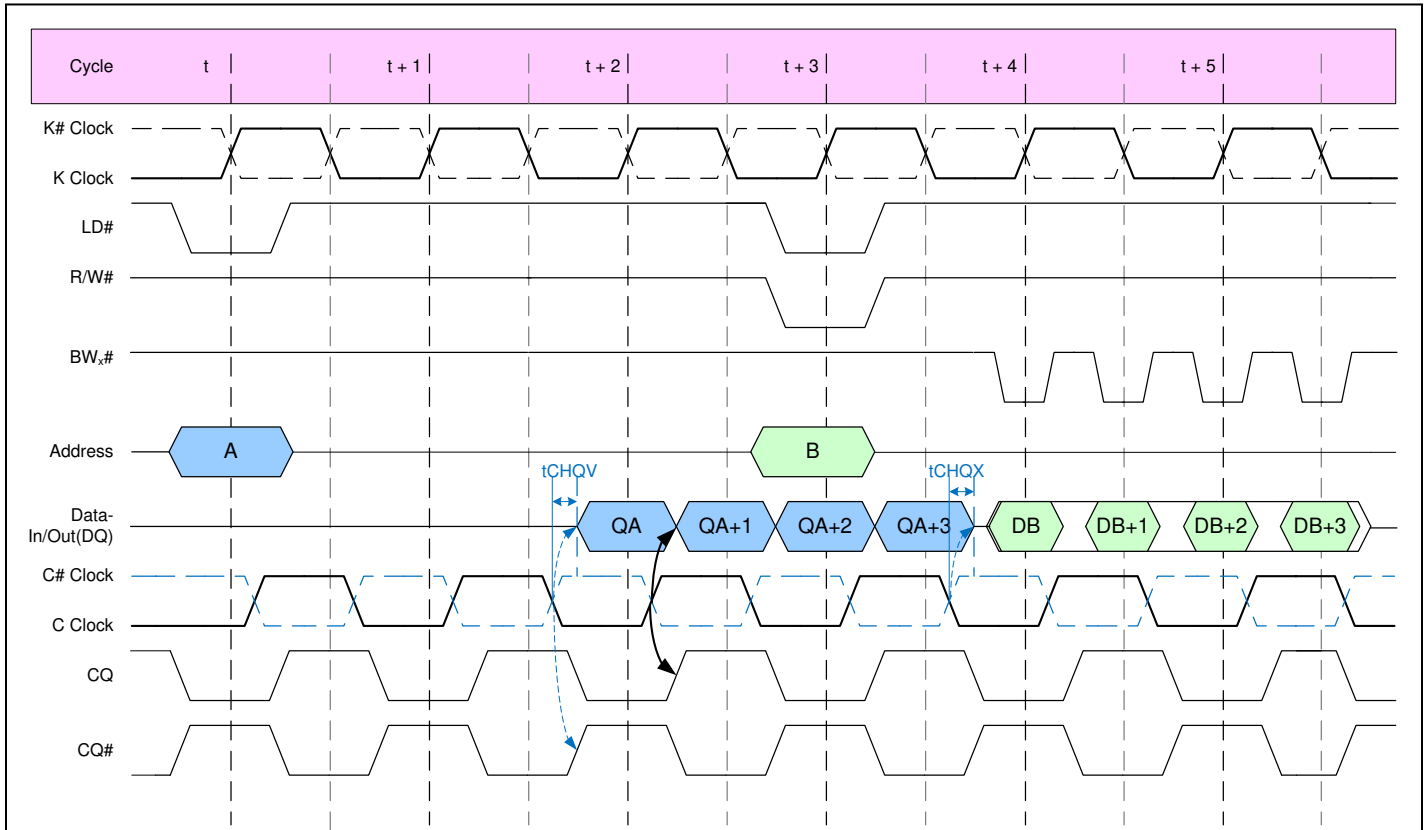 Cycle t t + 1 t + 2 t + 3 t + 4 t + 5
K# Clock
K Clock
LD#
R/W#
BWx#
Address A B
tCHQV tCHQX
Data-
In/Out(DQ) QA QA+1 QA+2 QA+3 DB DB+1 DB+2 DB+3
C# Clock
C Clock
CQ
CQ#